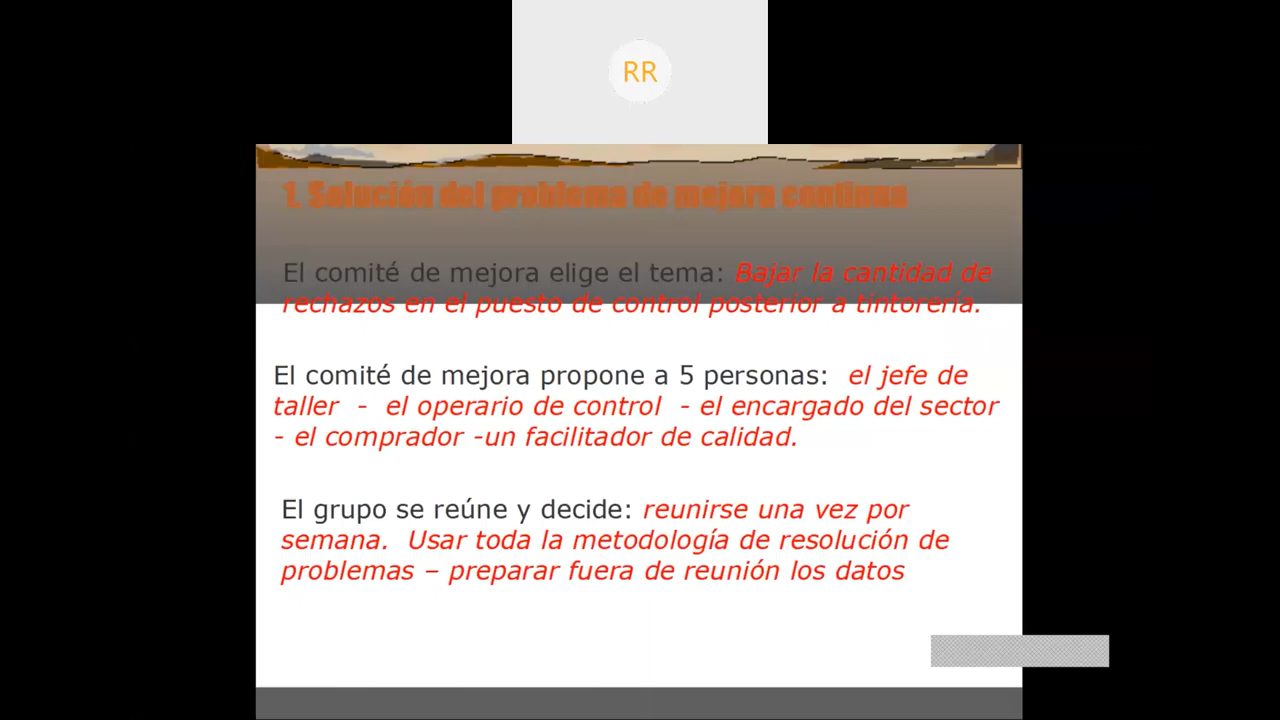 RR
1. Solución del problema de mejora continua
El comité de mejora elige el tema: Bajar la cantidad de
rechazos en el puesto de control posterior a tintorería.
El comité de mejora propone a 5 personas: el jefe de
taller - el operario de control - el encargado del sector
- el comprador -un facilitador de calidad.
El grupo se reúne y decide: reunirse una vez por
semana. Usar toda la metodología de resolución de
problemas – preparar fuera de reunión los datos